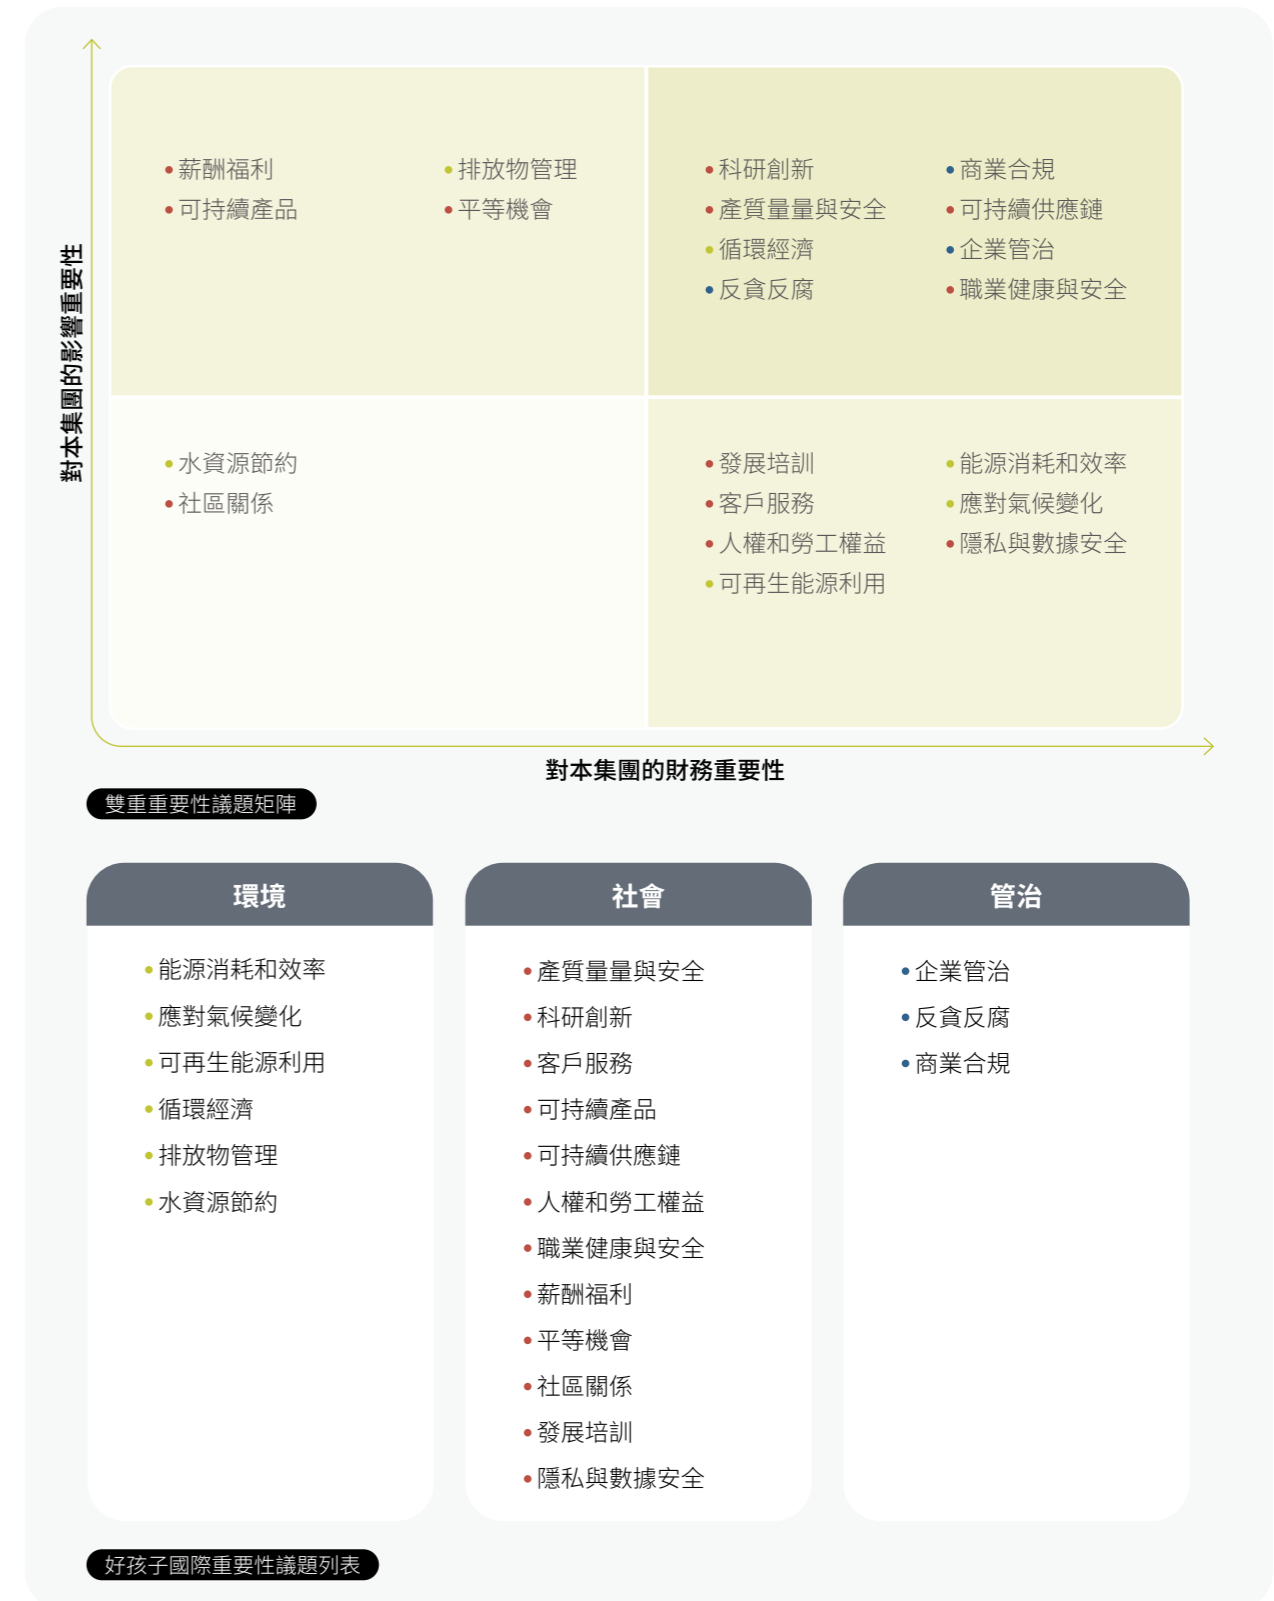 對本集團的影響重要性
•薪酬福利
•可持續產品
•排放物管理
•平等機會
•科研創新
•產質量量與安全
•循環經濟
•反貪反腐
•商業合規
•可持續供應鏈
•企業管治
•職業健康與安全
•水資源節約
•社區關係
•發展培訓
•客戶服務
•人權和勞工權益
•可再生能源利用
•能源消耗和效率
•應對氣候變化
•隱私與數據安全
對本集團的財務重要性
雙重重要性議題矩陣
環境
•能源消耗和效率
•應對氣候變化
•可再生能源利用
•循環經濟
•排放物管理
•水資源節約
社會
•產質量量與安全
•科研創新
•客戶服務
•可持續產品
•可持續供應鏈
•人權和勞工權益
•職業健康與安全
•薪酬福利
•平等機會
•社區關係
•發展培訓
•隱私與數據安全
管治
•企業管治
•反貪反腐
•商業合規
好孩子國際重要性議題列表